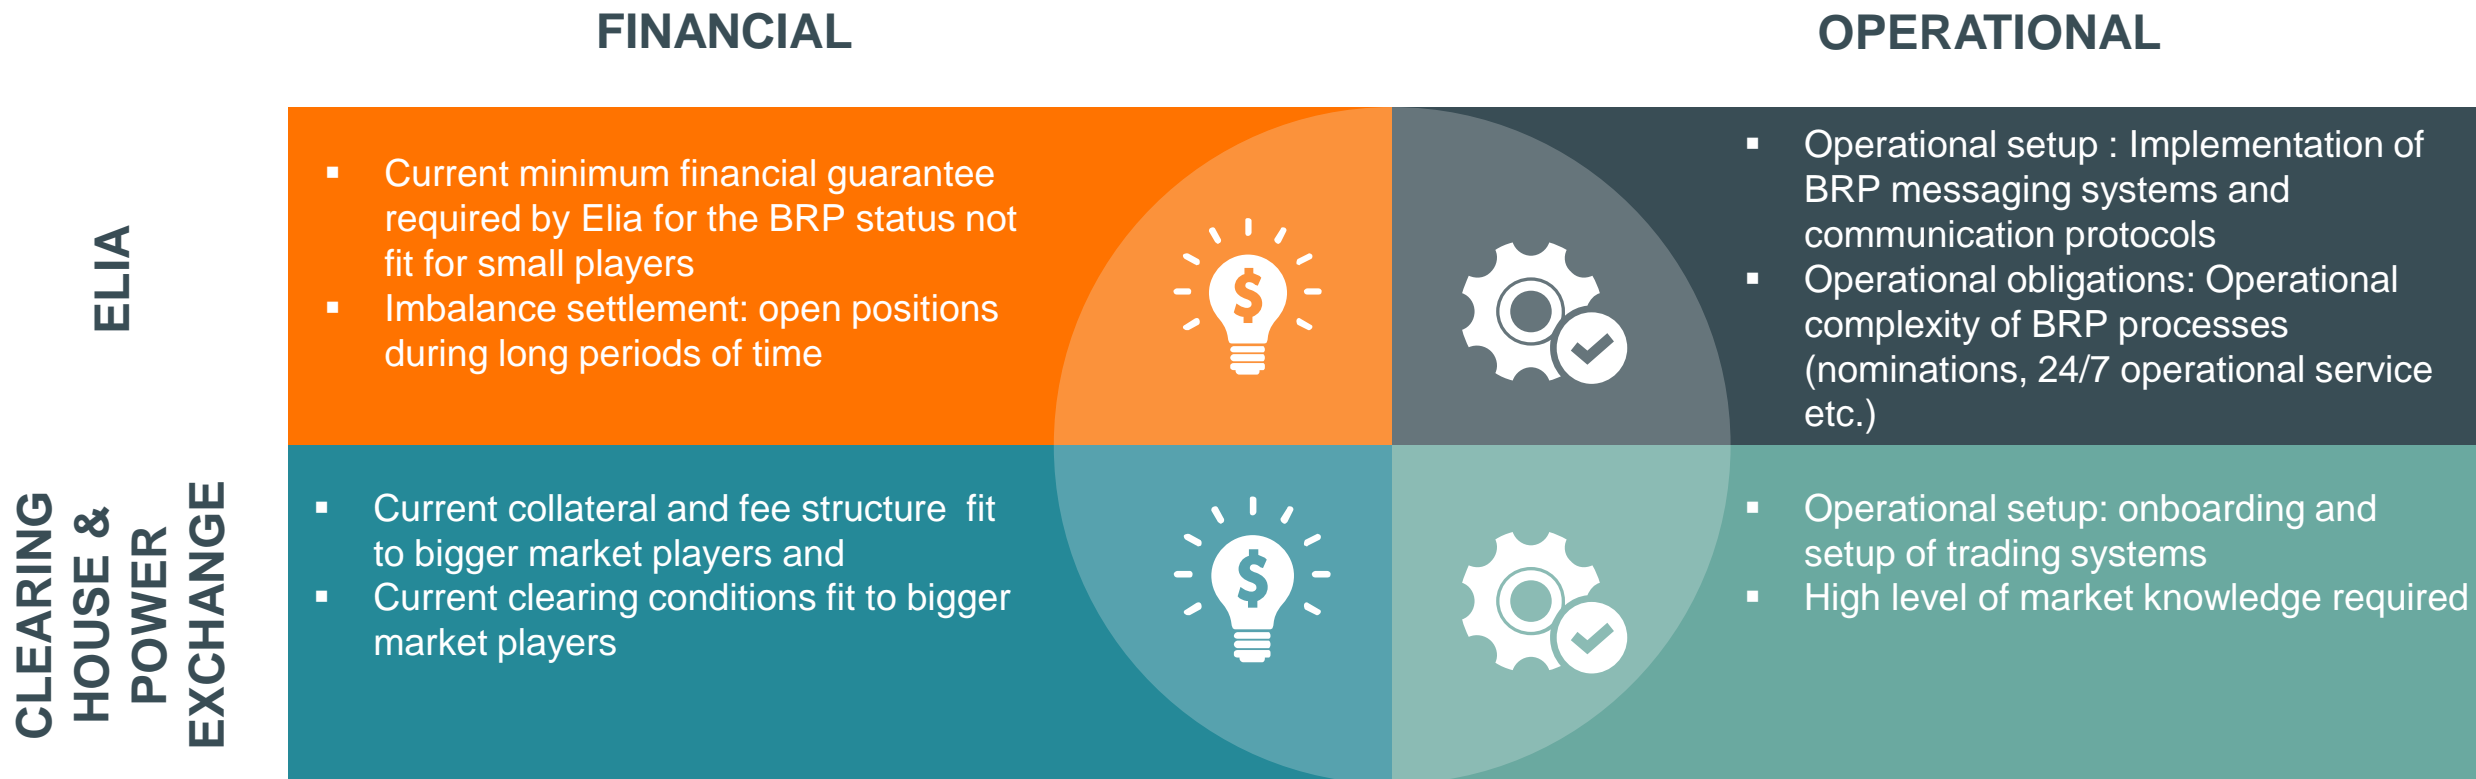 FINANCIAL
OPERATIONAL
ELIA
▪ Current minimum financial guarantee
required by Elia for the BRP status not
fit for small players
▪ Imbalance settlement: open positions
during long periods of time
$
▪ Operational setup : Implementation of
BRP messaging systems and
communication protocols
▪ Operational obligations: Operational
complexity of BRP processes
(nominations, 24/7 operational service
etc.)
CLEARING
HOUSE &
POWER
EXCHANGE
▪ Current collateral and fee structure  fit
to bigger market players and
▪ Current clearing conditions fit to bigger
market players
$
▪ Operational setup: onboarding and
setup of trading systems
▪ High level of market knowledge required